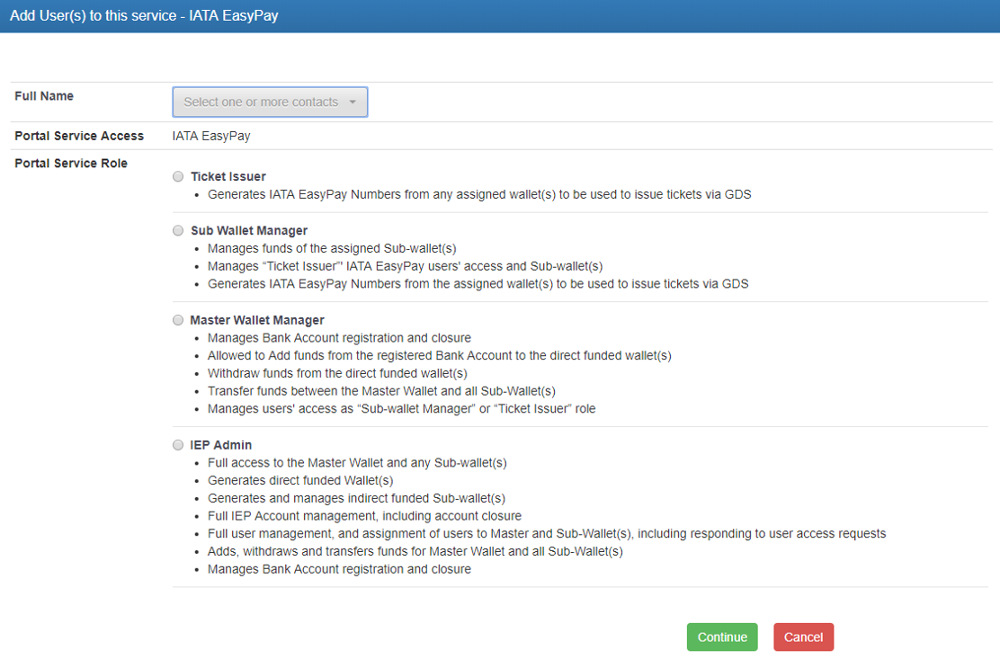 Add User(s) to this service - IATA EasyPay
Full Name
Select one or more contacts
Portal Service Access IATA EasyPay
Portal Service Role
Ticket Issuer
• Generates IATA EasyPay Numbers from any assigned wallet(s) to be used to issue tickets via GDS
Sub Wallet Manager
• Manages funds of the assigned Sub-wallet(s)
• Manages “Ticket Issuer”' IATA EasyPay users' access and Sub-wallet(s)
• Generates IATA EasyPay Numbers from the assigned wallet(s) to be used to issue tickets via GDS
Master Wallet Manager
• Manages Bank Account registration and closure
• Allowed to Add funds from the registered Bank Account to the direct funded wallet(s)
• Withdraw funds from the direct funded wallet(s)
• Transfer funds between the Master Wallet and all Sub-Wallet(s)
• Manages users' access as “Sub-wallet Manager” or “Ticket Issuer” role
IEP Admin
• Full access to the Master Wallet and any Sub-wallet(s)
• Generates direct funded Wallet(s)
• Generates and manages indirect funded Sub-wallet(s)
• Full IEP Account management, including account closure
• Full user management, and assignment of users to Master and Sub-Wallet(s), including responding to user access requests
• Adds, withdraws and transfers funds for Master Wallet and all Sub-Wallet(s)
• Manages Bank Account registration and closure
Continue Cancel